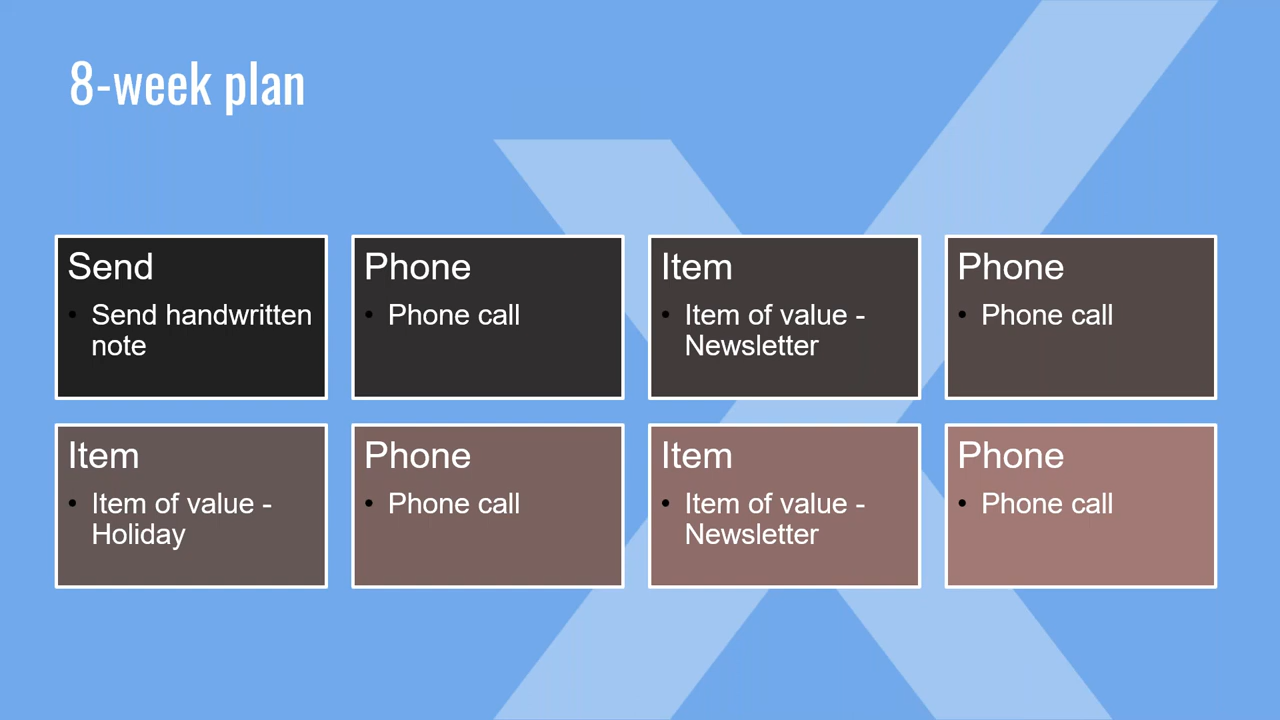 8-week plan
Send
• Send handwritten
note
Phone
• Phone call
Item
• Item of value -
Newsletter
Phone
• Phone call
Item
• Item of value -
Holiday
Phone
• Phone call
Item
• Item of value -
Newsletter
Phone
• Phone call